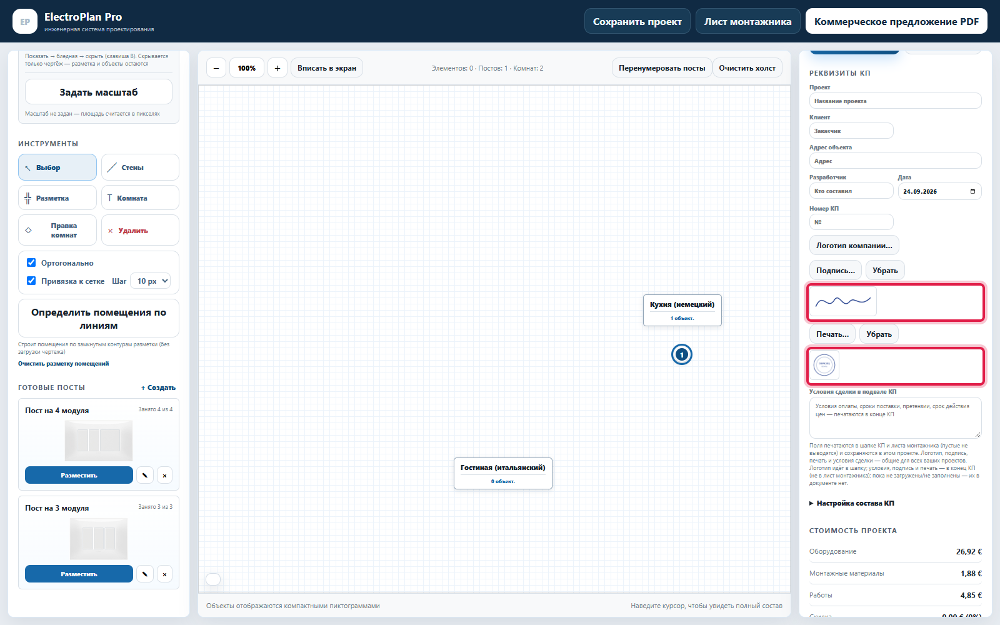 EP
ElectroPlan Pro
инженерная система проектирования
Сохранить проект
Лист монтажника
Коммерческое предложение PDF
Показать → бледная → скрыть (клавиша B). Скрывается
только чертёж — разметка и объекты остаются
Задать масштаб
Масштаб не задан — площадь считается в пикселях
ИНСТРУМЕНТЫ
Выбор
Стены
Разметка
Комната
Правка
комнат
Удалить
Ортогонально
Привязка к сетке
Шаг
10 px
Определить помещения по
линиям
Строит помещения по замкнутым контурам разметки (без
загрузки чертежа)
Очистить разметку помещений
ГОТОВЫЕ ПОСТЫ
+ Создать
Пост на 4 модуля
Занято 4 из 4
Разместить
Пост на 3 модуля
Занято 3 из 3
Разместить
−
100%
+
Вписать в экран
Элементов: 0 · Постов: 1 · Комнат: 2
Перенумеровать посты
Очистить холст
Кухня (немецкий)
1 объект.
1
Гостиная (итальянский)
0 объект.
Объекты отображаются компактными пиктограммами
Наведите курсор, чтобы увидеть полный состав
РЕКВИЗИТЫ КП
Проект
Название проекта
Клиент
Заказчик
Адрес объекта
Адрес
Разработчик
Дата
Кто составил
24.09.2026
Номер КП
№
Логотип компании...
Подпись...
Убрать
Печать...
Убрать
Условия сделки в подвале КП
Условия оплаты, сроки поставки, претензии, срок действия
цен — печатаются в конце КП
Поля печатаются в шапке КП и листа монтажника (пустые не
выводятся) и сохраняются в этом проекте. Логотип, подпись,
печать и условия сделки — общие для всех ваших проектов.
Логотип идёт в шапку; условия, подпись и печать — в конец КП
(не в лист монтажника); пока не загружены/не заполнены — их в
документе нет.
Настройка состава КП
СТОИМОСТЬ ПРОЕКТА
Оборудование
26,92 €
Монтажные материалы
1,88 €
Работы
4,85 €
Скидка
0,00 € (0%)